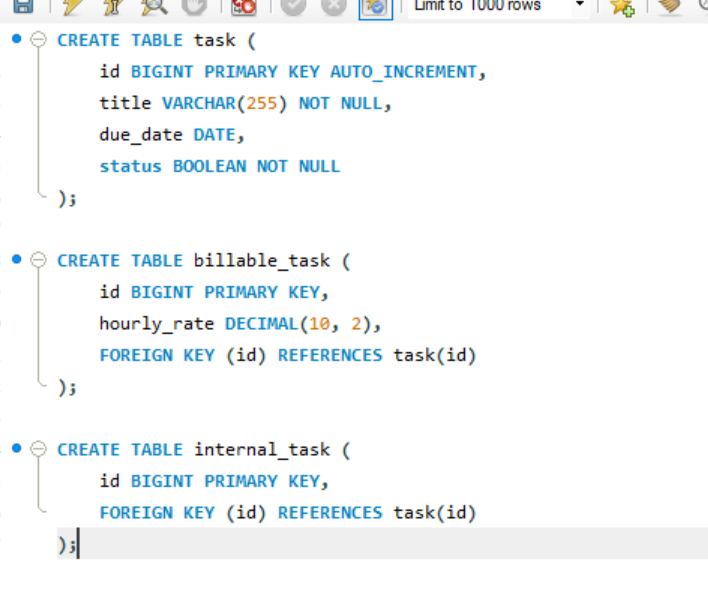 Limit to 1000 rows
CREATE TABLE task (
id BIGINT PRIMARY KEY AUTO_INCREMENT,
title VARCHAR(255) NOT NULL,
due_date DATE,
status BOOLEAN NOT NULL
);
CREATE TABLE billable_task (
id BIGINT PRIMARY KEY,
hourly_rate DECIMAL(10, 2),
FOREIGN KEY (id) REFERENCES task(id)
);
CREATE TABLE internal_task (
id BIGINT PRIMARY KEY,
FOREIGN KEY (id) REFERENCES task(id)
);